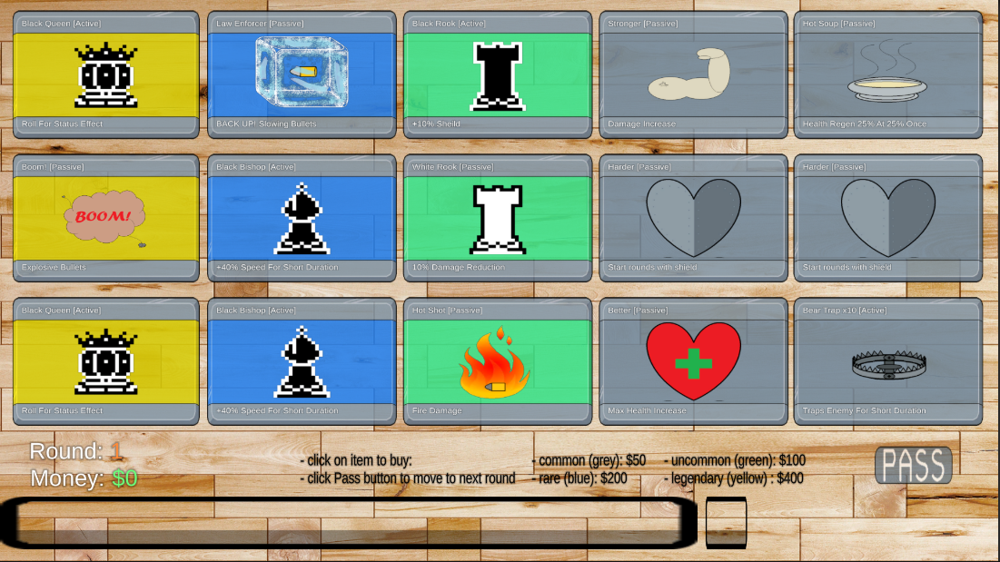 Black Queen [Active]
Roll For Status Effect
Law Enforcer [Passive]
BACK UP! Slowing Bullets
Black Rook [Active]
+10% Sheild
Stronger [Passive]
Damage Increase
Hot Soup [Passive]
Health Regen 25% At 25% Once
Boom! [Passive]
BOOM!
Explosive Bullets
Black Bishop [Active]
+40% Speed For Short Duration
White Rook [Passive]
10% Damage Reduction
Harder [Passive]
Start rounds with shield
Harder [Passive]
Start rounds with shield
Black Queen [Active]
Roll For Status Effect
Black Bishop [Active]
+40% Speed For Short Duration
Hot Shot [Passive]
Fire Damage
Better [Passive]
Max Health Increase
Bear Trap x10 [Active]
Traps Enemy For Short Duration
Round: 1
Money: $0
- click on item to buy:
- click Pass button to move to next round
- common (grey): $50
- rare (blue): $200
- uncommon (green): $100
- legendary (yellow) : $400
PASS